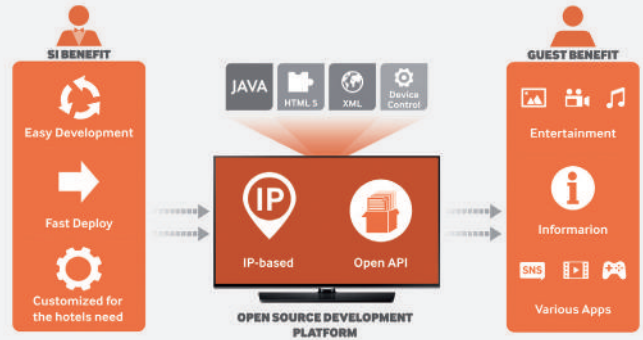 SI BENEFIT
Easy Development
Fast Deploy
Customized for
the hotels need
JAVA
HTML 5
XML
Device
Control
IP
IP-based
Open API
OPEN SOURCE DEVELOPMENT
PLATFORM
GUEST BENEFIT
Entertainment
i
Informarion
SNS
Various Apps